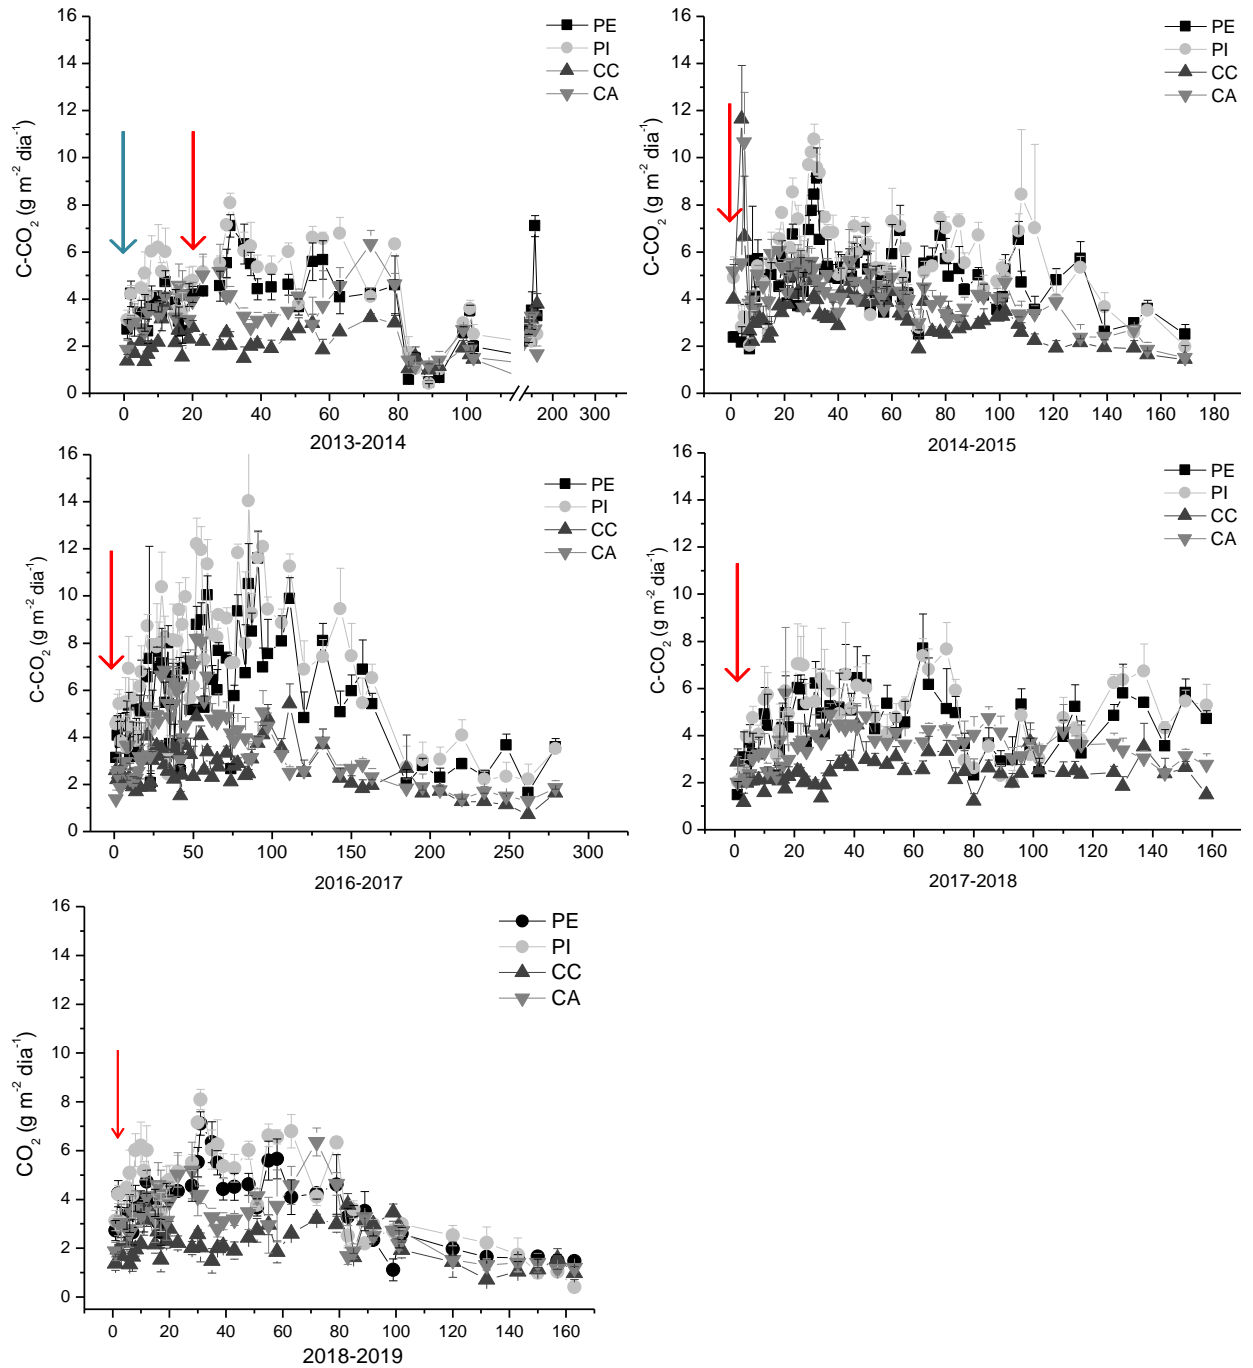 16
14
12
10
8
6
4
2
0
C-CO₂ (g m⁻² dia⁻¹)
PE
PI
CC
CA
0 20 40 60 80 100 200 300
2013-2014
16
14
12
10
8
6
4
2
0
C-CO₂ (g m⁻² dia⁻¹)
PE
PI
CC
CA
0 20 40 60 80 100 120 140 160 180
2014-2015
16
14
12
10
8
6
4
2
0
C-CO₂ (g m⁻² dia⁻¹)
PE
PI
CC
CA
0 50 100 150 200 250 300
2016-2017
16
14
12
10
8
6
4
2
0
C-CO₂ (g m⁻² dia⁻¹)
PE
PI
CC
CA
0 20 40 60 80 100 120 140 160
2017-2018
16
14
12
10
8
6
4
2
0
CO₂ (g m⁻² dia⁻¹)
PE
PI
CC
CA
0 20 40 60 80 100 120 140 160
2018-2019